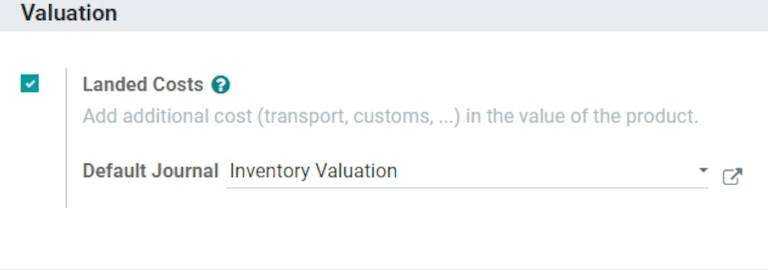 Valuation
Landed Costs ?
Add additional cost (transport, customs, ...) in the value of the product.
Default Journal Inventory Valuation